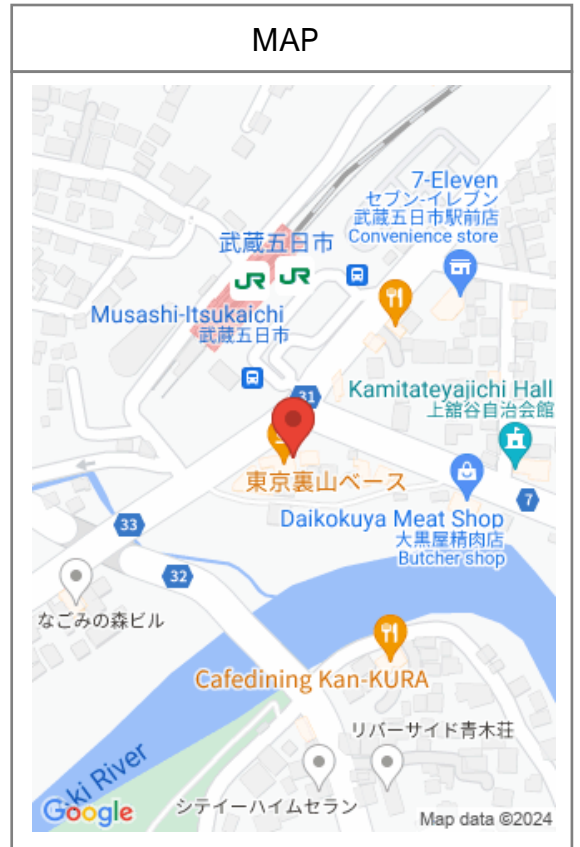 MAP
7-Eleven
セブン-イレブン
武蔵五日市駅前店
Convenience store
武蔵五日市
JR JR
Musashi-Itsukaichi
武蔵五日市
31
Kamitateyajichi Hall
上舘谷自治会館
東京裏山ベース
7
Daikokuya Meat Shop
大黒屋精肉店
Butcher shop
33
32
なごみの森ビル
Cafedining Kan-KURA
リバーサイド青木荘
ki River
シテイーハイムセラン
Google
Map data ©2024